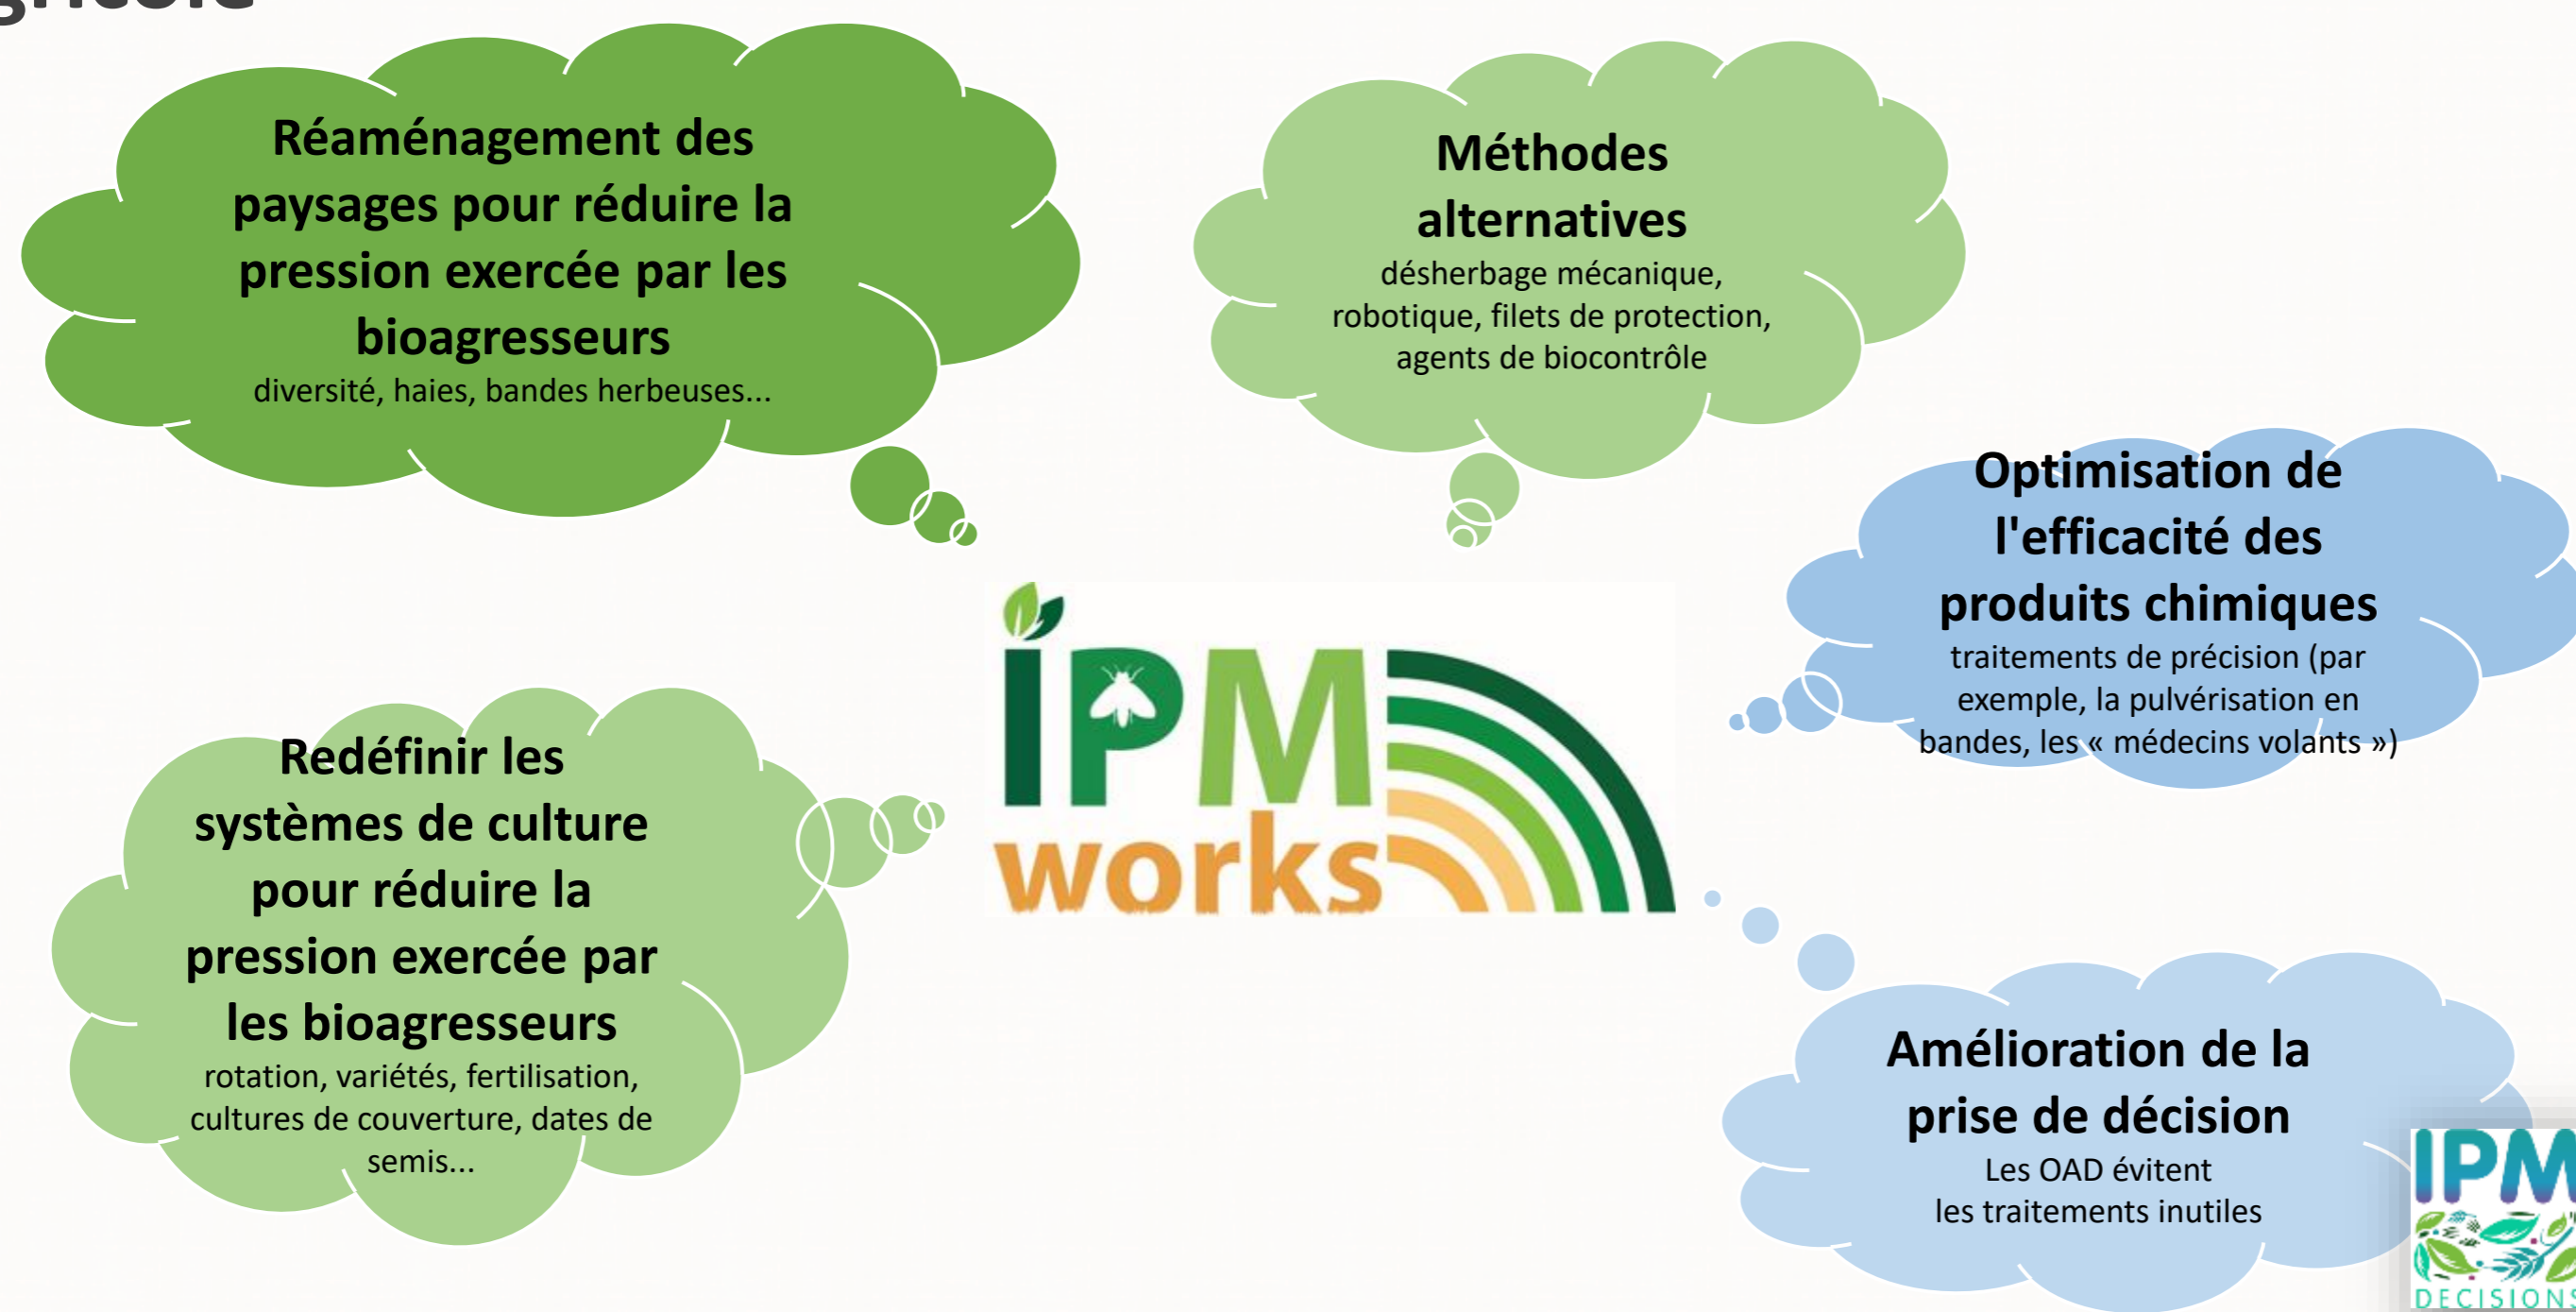 Réaménagement des
paysages pour réduire la
pression exercée par les
bioagresseurs
diversité, haies, bandes herbeuses...
Méthodes
alternatives
désherbage mécanique,
robotique, filets de protection,
agents de biocontrôle
Optimisation de
l'efficacité des
produits chimiques
traitements de précision (par
exemple, la pulvérisation en
bandes, les « médecins volants »)
IPM
works
Redéfinir les
systèmes de culture
pour réduire la
pression exercée par
les bioagresseurs
rotation, variétés, fertilisation,
cultures de couverture, dates de
semis...
Amélioration de la
prise de décision
Les OAD évitent
les traitements inutiles
IPM
DECISIONS